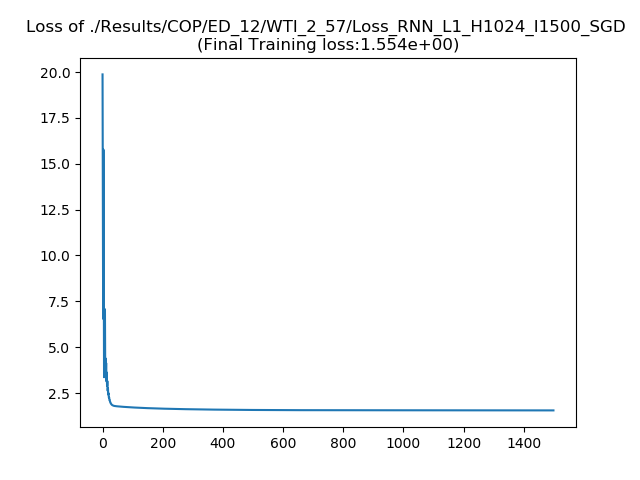 Loss of ./Results/COP/ED_12/WTI_2_57/Loss_RNN_L1_H1024_I1500_SGD
(Final Training loss:1.554e+00)
20.0
17.5
15.0
12.5
10.0
7.5
5.0
2.5
0 200 400 600 800 1000 1200 1400